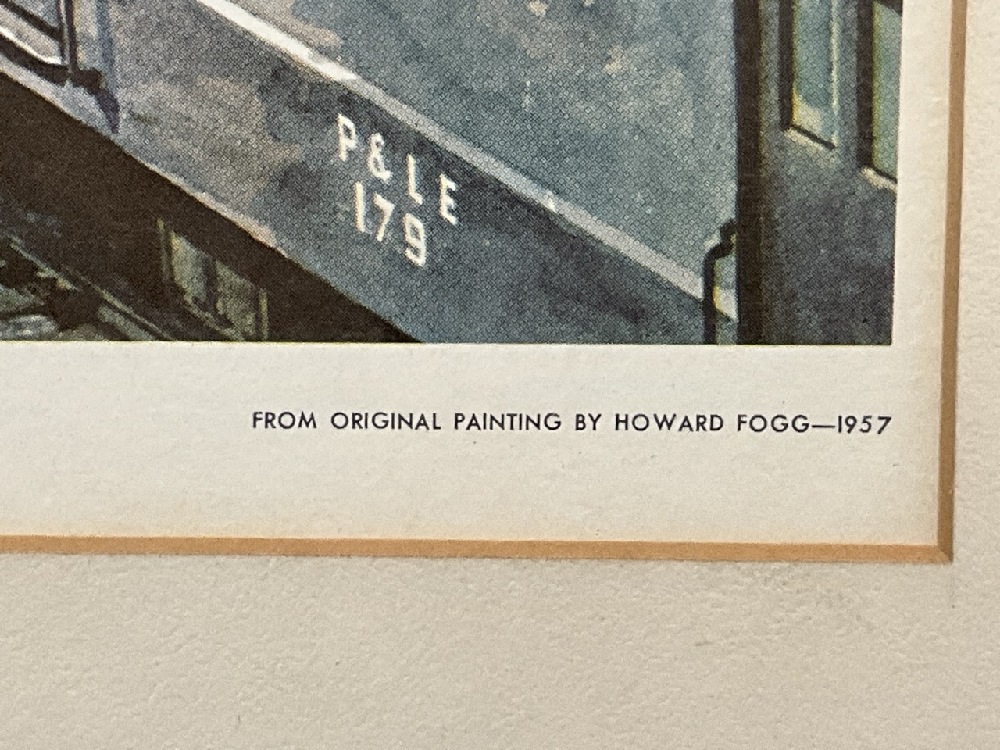 P&LE
179
FROM ORIGINAL PAINTING BY HOWARD FOGG—1957